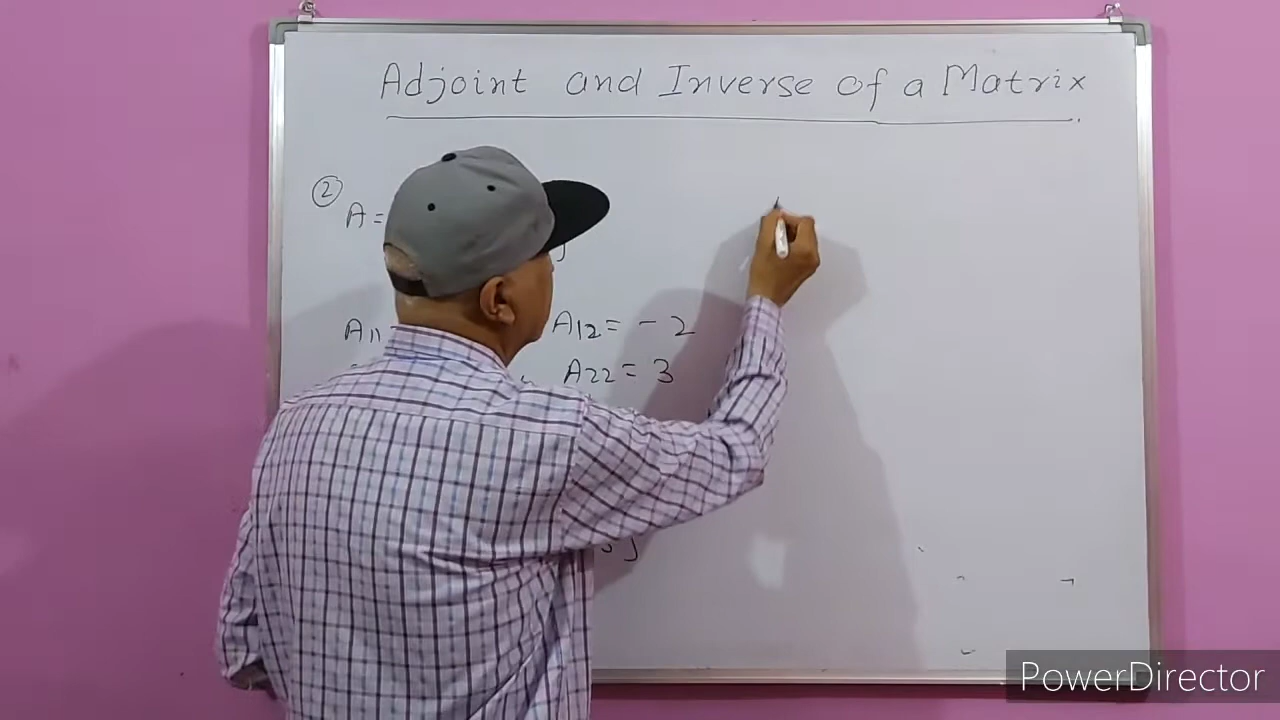 Adjoint and Inverse of a Matrix
② A =
A11 A12 = - 2
A22 = 3
PowerDirector